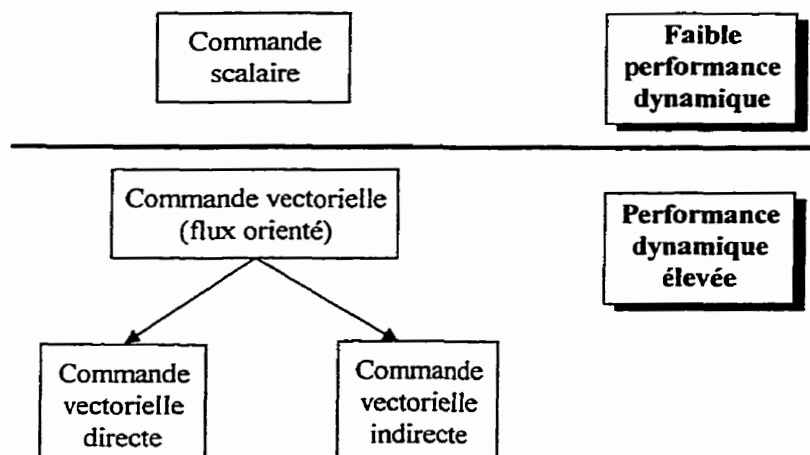 Commande
scalaire
Faible
performance
dynamique
Commande vectorielle
(flux orienté)
Performance
dynamique
élevée
Commande
vectorielle
directe
Commande
vectorielle
indirecte